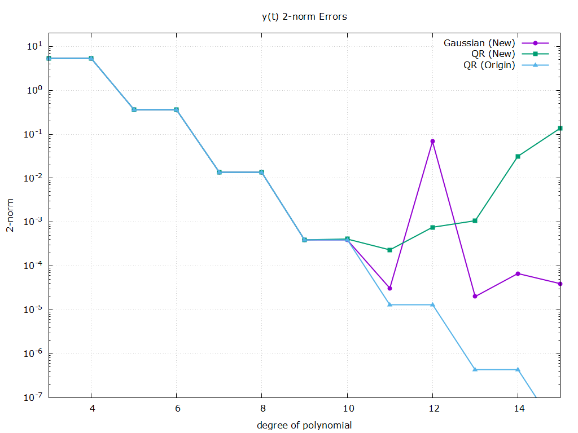 y(t) 2-norm Errors
Gaussian (New)
QR (New)
QR (Origin)
10^1
10^0
10^-1
10^-2
10^-3
10^-4
10^-5
10^-6
10^-7
2-norm
4 6 8 10 12 14
degree of polynomial